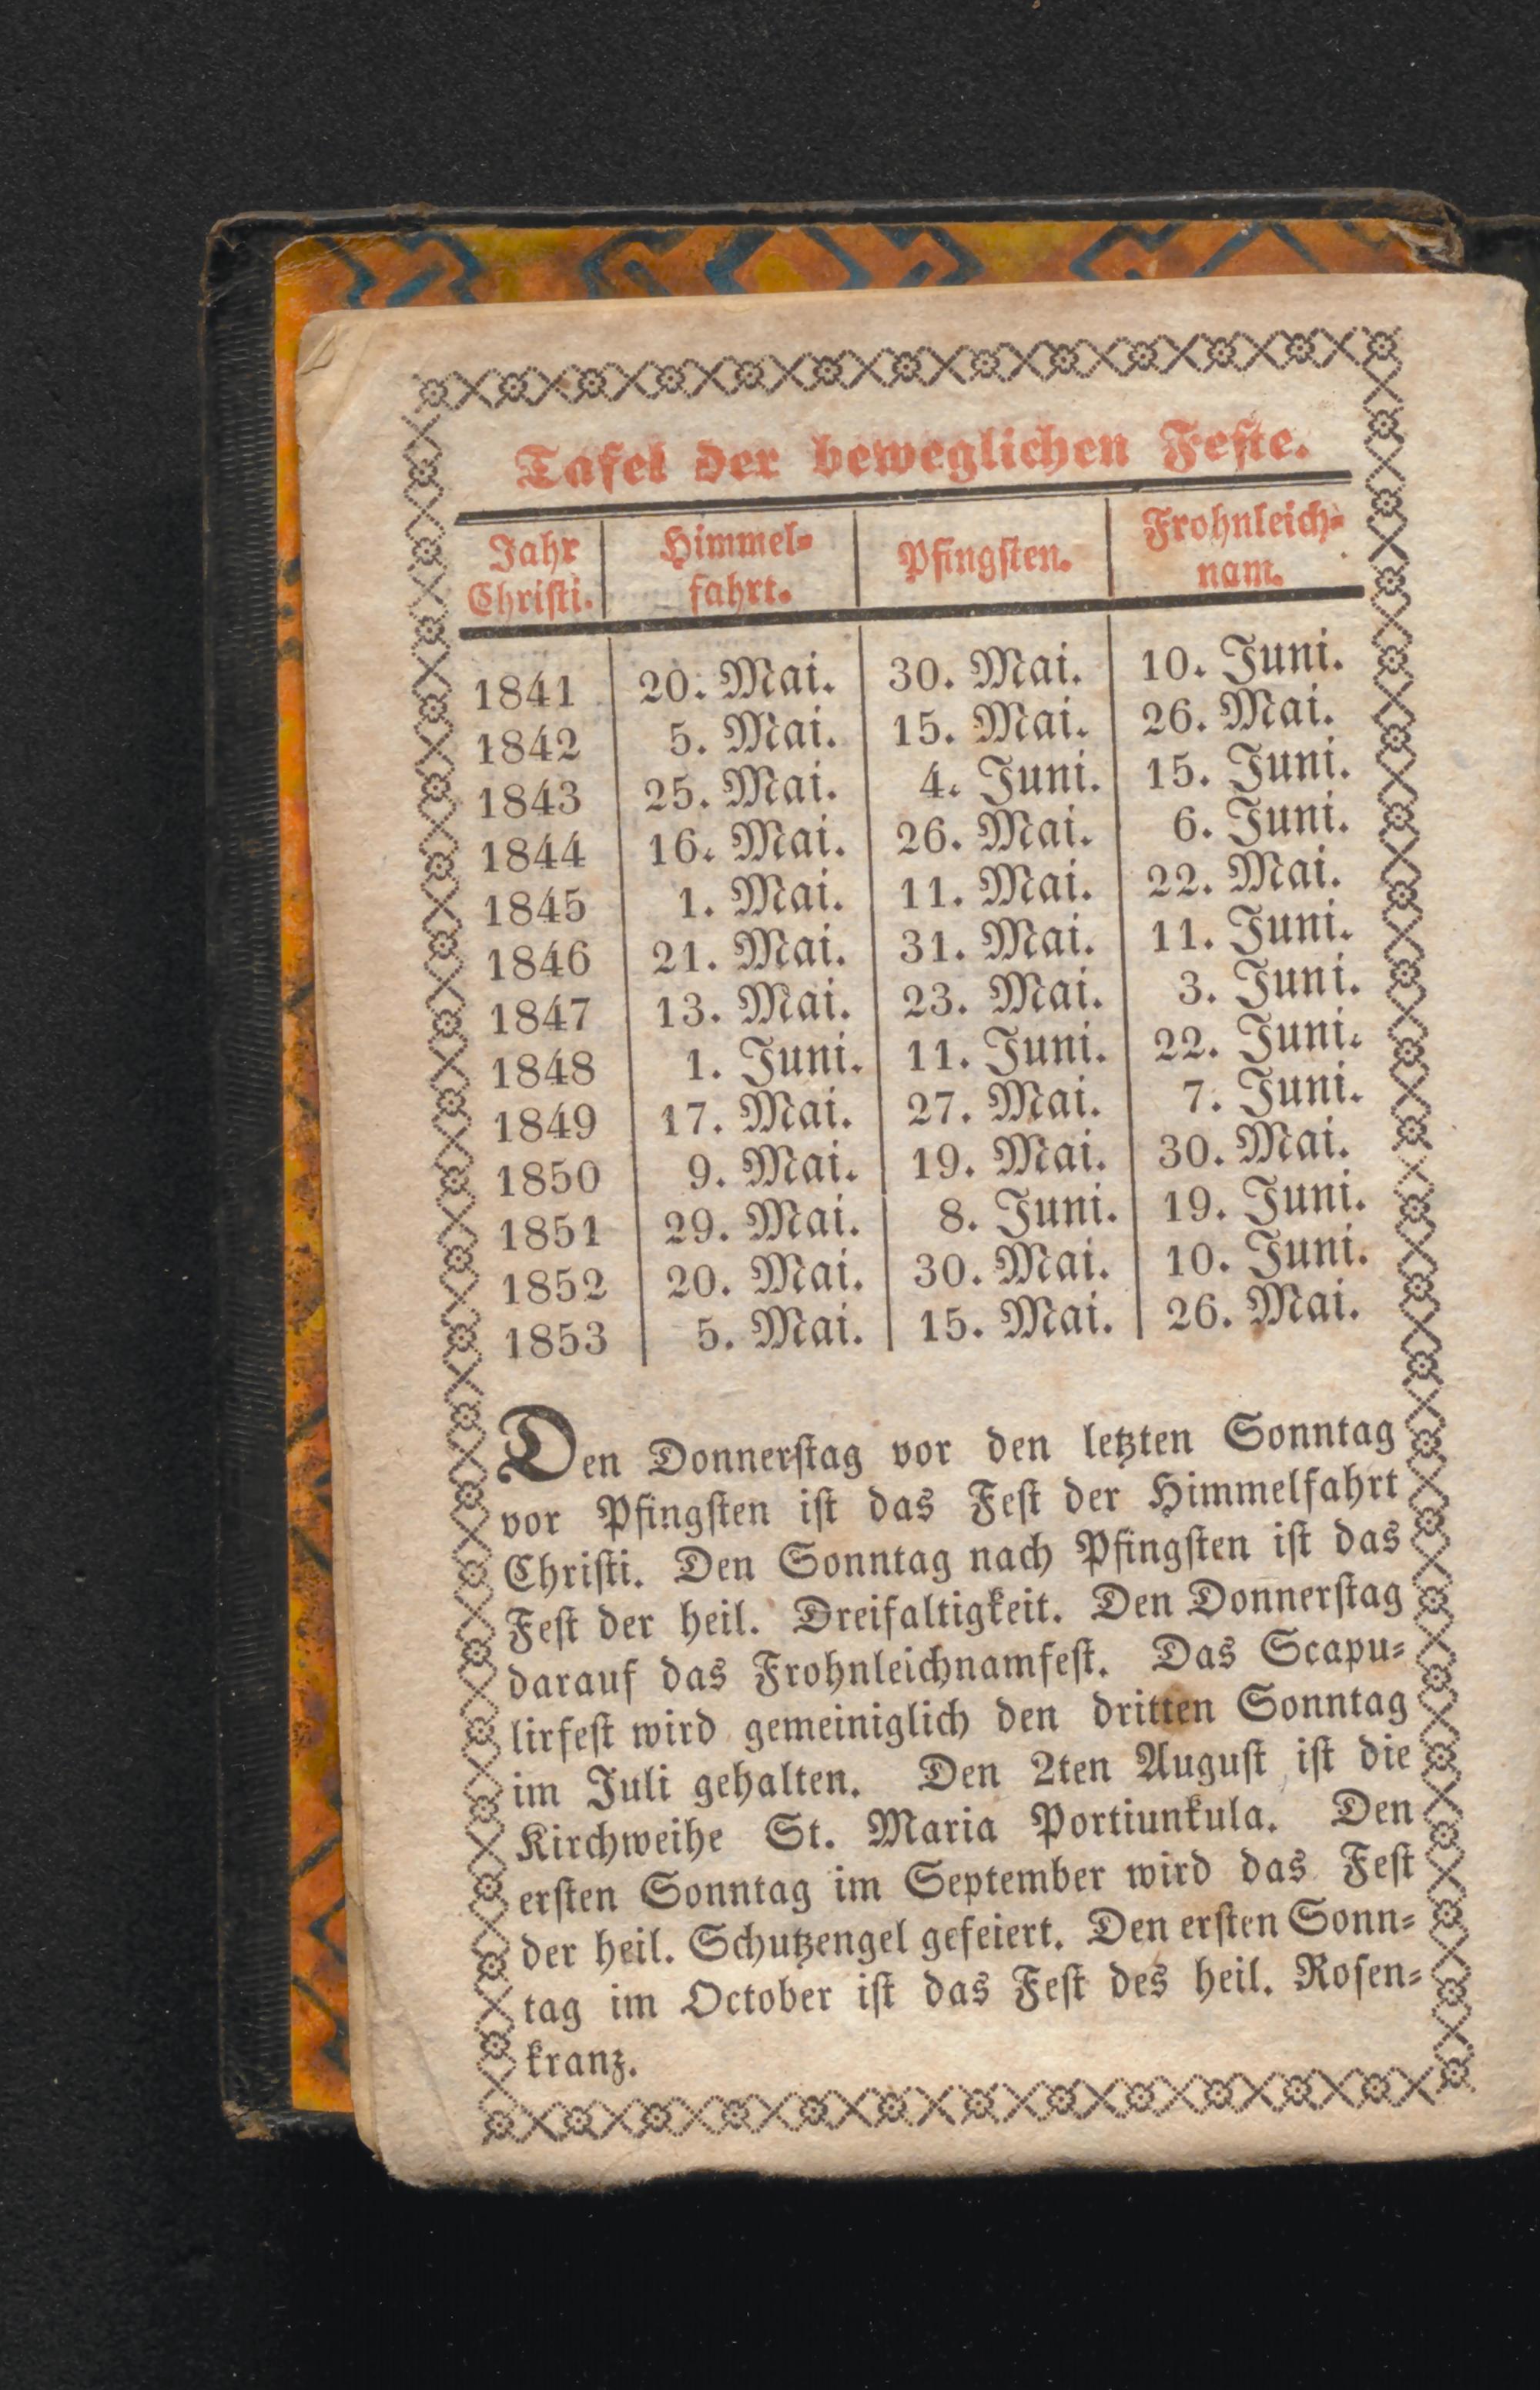 Tafel der beweglichen Feste.
Jahr Christi. Himmel= fahrt. Pfingsten. Frohnleich= nam.
1841 20. Mai. 30. Mai. 10. Juni.
1842 5. Mai. 15. Mai. 26. Mai.
1843 25. Mai. 4. Juni. 15. Juni.
1844 16. Mai. 26. Mai. 6. Juni.
1845 1. Mai. 11. Mai. 22. Mai.
1846 21. Mai. 31. Mai. 11. Juni.
1847 13. Mai. 23. Mai. 3. Juni.
1848 1. Juni. 11. Juni. 22. Juni.
1849 17. Mai. 27. Mai. 7. Juni.
1850 9. Mai. 19. Mai. 30. Mai.
1851 29. Mai. 8. Juni. 19. Juni.
1852 20. Mai. 30. Mai. 10. Juni.
1853 5. Mai. 15. Mai. 26. Mai.
Den Donnerſtag vor den letzten Sonntag
vor Pfingſten iſt das Feſt der Himmelfahrt
Chriſti. Den Sonntag nach Pfingſten iſt das
Feſt der heil. Dreifaltigkeit. Den Donnerſtag
darauf das Frohnleichnamfeſt. Das Scapu=
lirfeſt wird gemeiniglich den dritten Sonntag
im Juli gehalten. Den 2ten Auguſt iſt die
Kirchweihe St. Maria Portiunkula. Den
erſten Sonntag im September wird das Feſt
der heil. Schutzengel gefeiert. Den erſten Sonn=
tag im October iſt das Feſt des heil. Roſen=
kranz.